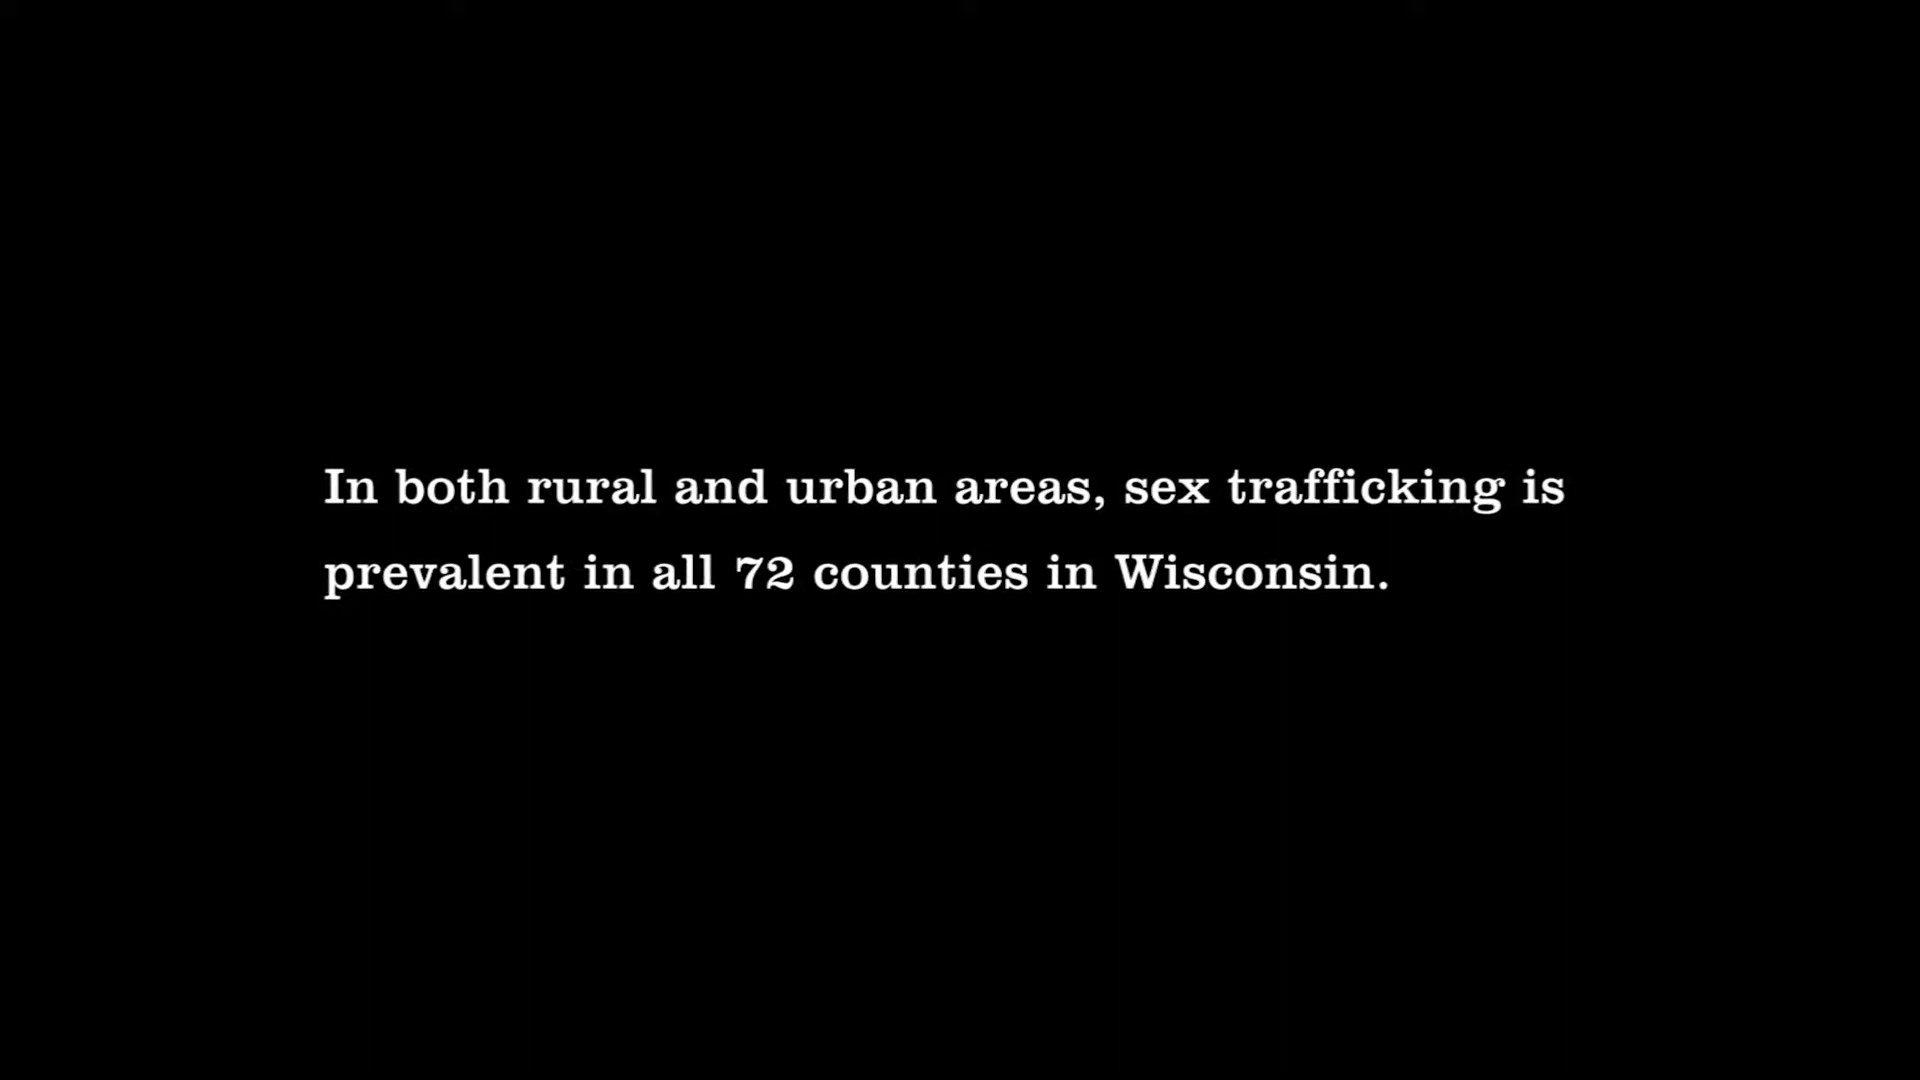 In both rural and urban areas, sex trafficking is
prevalent in all 72 counties in Wisconsin.